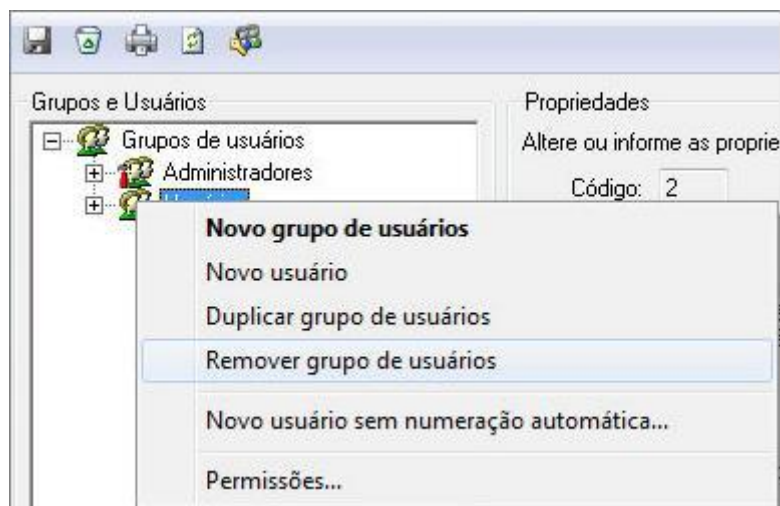 Grupos e Usuários
Propriedades
Grupos de usuários
Altere ou informe as proprie
Administradores
Código: 2
Novo grupo de usuários
Novo usuário
Duplicar grupo de usuários
Remover grupo de usuários
Novo usuário sem numeração automática...
Permissões...